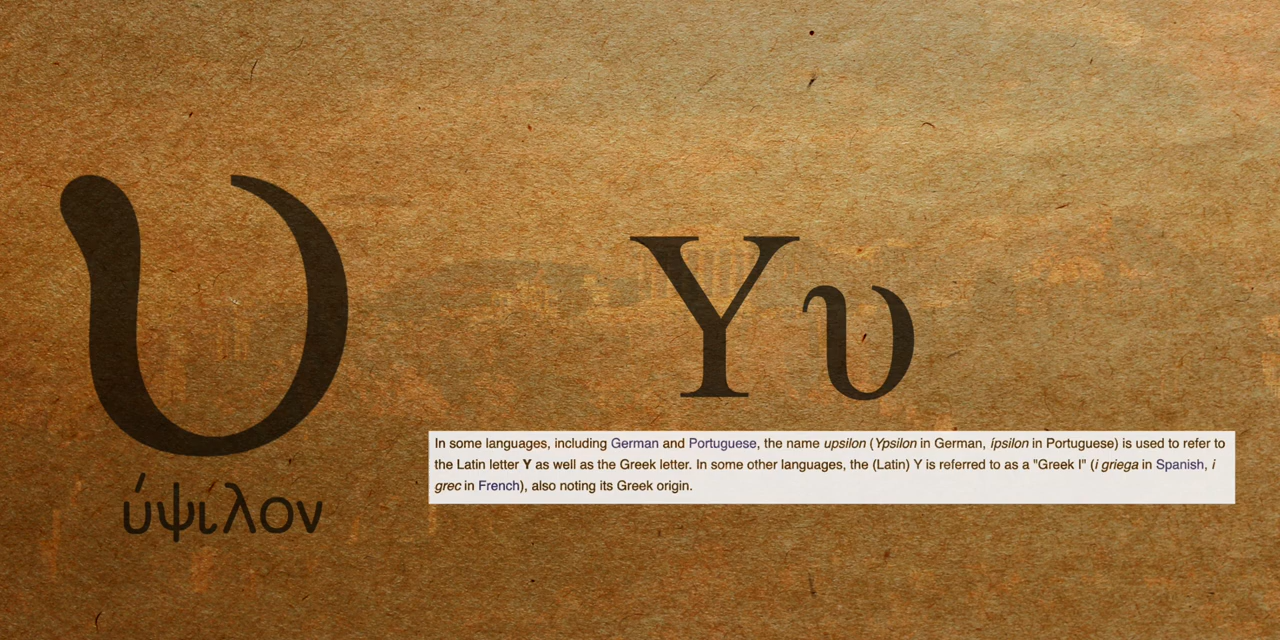 υ
ύψιλον
Υυ
In some languages, including German and Portuguese, the name upsilon (Ypsilon in German, ípsilon in Portuguese) is used to refer to
the Latin letter Y as well as the Greek letter. In some other languages, the (Latin) Y is referred to as a "Greek I" (i griega in Spanish, i
grec in French), also noting its Greek origin.